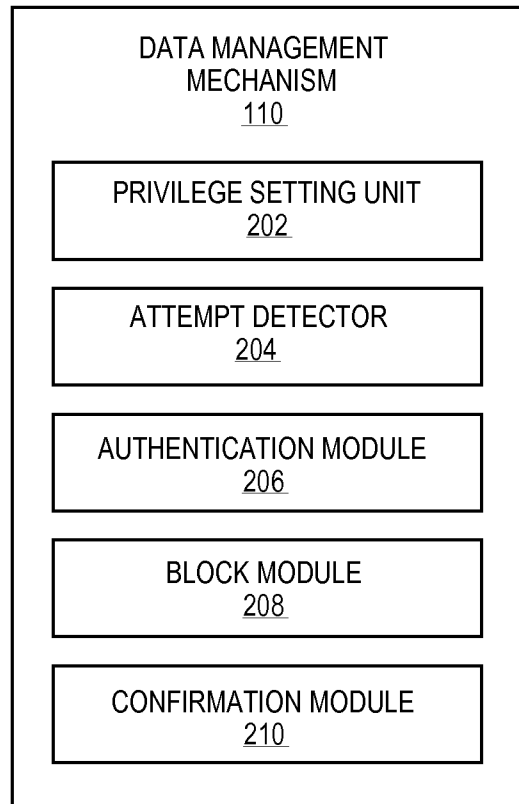 DATA MANAGEMENT
MECHANISM
110
PRIVILEGE SETTING UNIT
202
ATTEMPT DETECTOR
204
AUTHENTICATION MODULE
206
BLOCK MODULE
208
CONFIRMATION MODULE
210